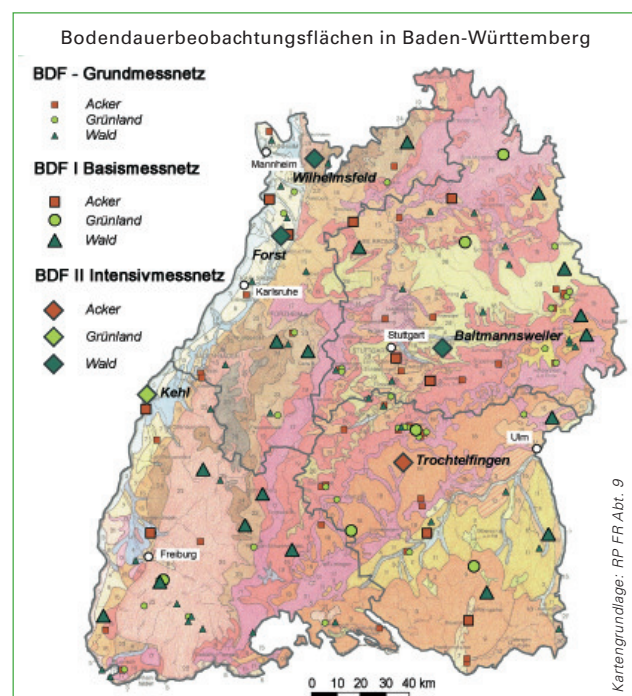 Bodendauerbeobachtungsflächen in Baden-Württemberg
BDF - Grundmessnetz
Acker
Grünland
Wald
BDF I Basismessnetz
Acker
Grünland
Wald
BDF II Intensivmessnetz
Acker
Grünland
Wald
Mannheim
Wilhelmsfeld
Forst
Karlsruhe
Stuttgart
Baltmannsweiler
Kehl
Ulm
Trochtelfingen
Freiburg
0 10 20 30 40 km
Kartengrundlage: RP FR Abt. 9